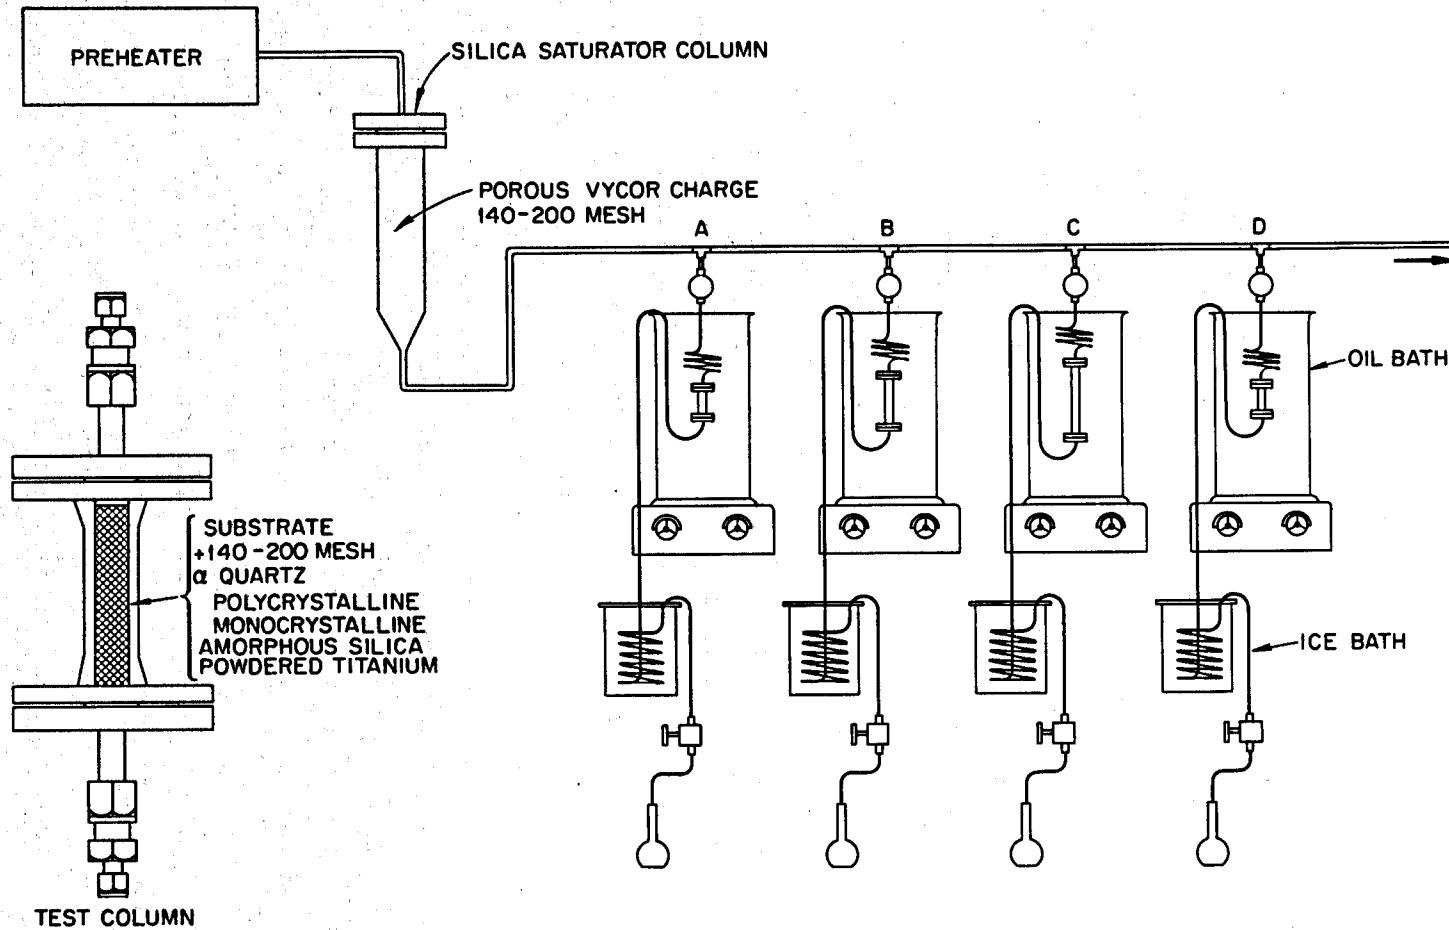 PREHEATER
SILICA SATURATOR COLUMN
POROUS VYCOR CHARGE
140-200 MESH
A
B
C
D
OIL BATH
SUBSTRATE
+140-200 MESH
α QUARTZ
POLYCRYSTALLINE
MONOCRYSTALLINE
AMORPHOUS SILICA
POWDERED TITANIUM
ICE BATH
TEST COLUMN